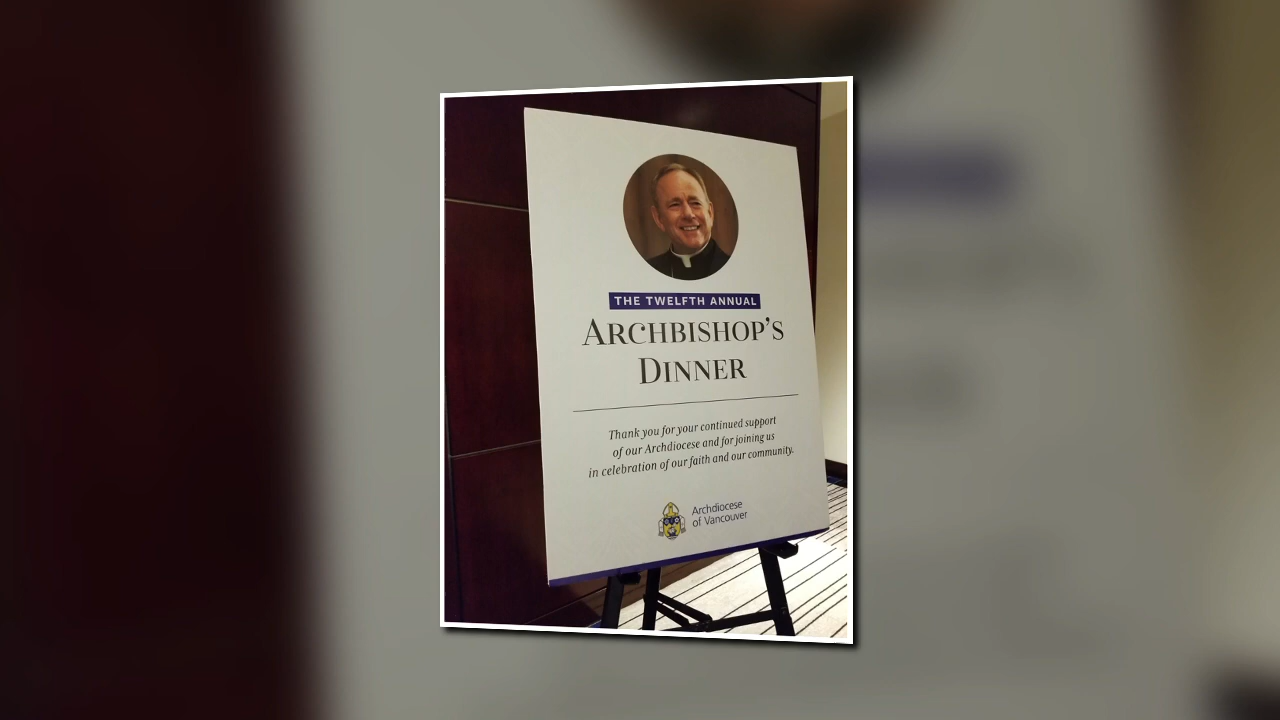 THE TWELFTH ANNUAL
ARCHBISHOP'S
DINNER
Thank you for your continued support
of our Archdiocese and for joining us
in celebration of our faith and our community.
Archdiocese
of Vancouver